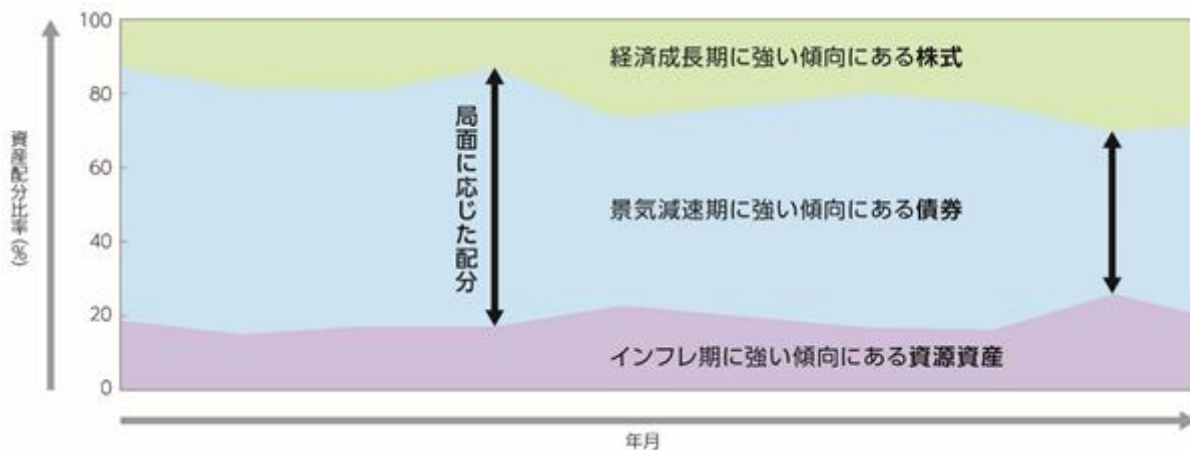 資産配分比率(%)
100
80
60
40
20
0
経済成長期に強い傾向にある株式
局面に応じた配分
景気減速期に強い傾向にある債券
インフレ期に強い傾向にある資源資産
年月